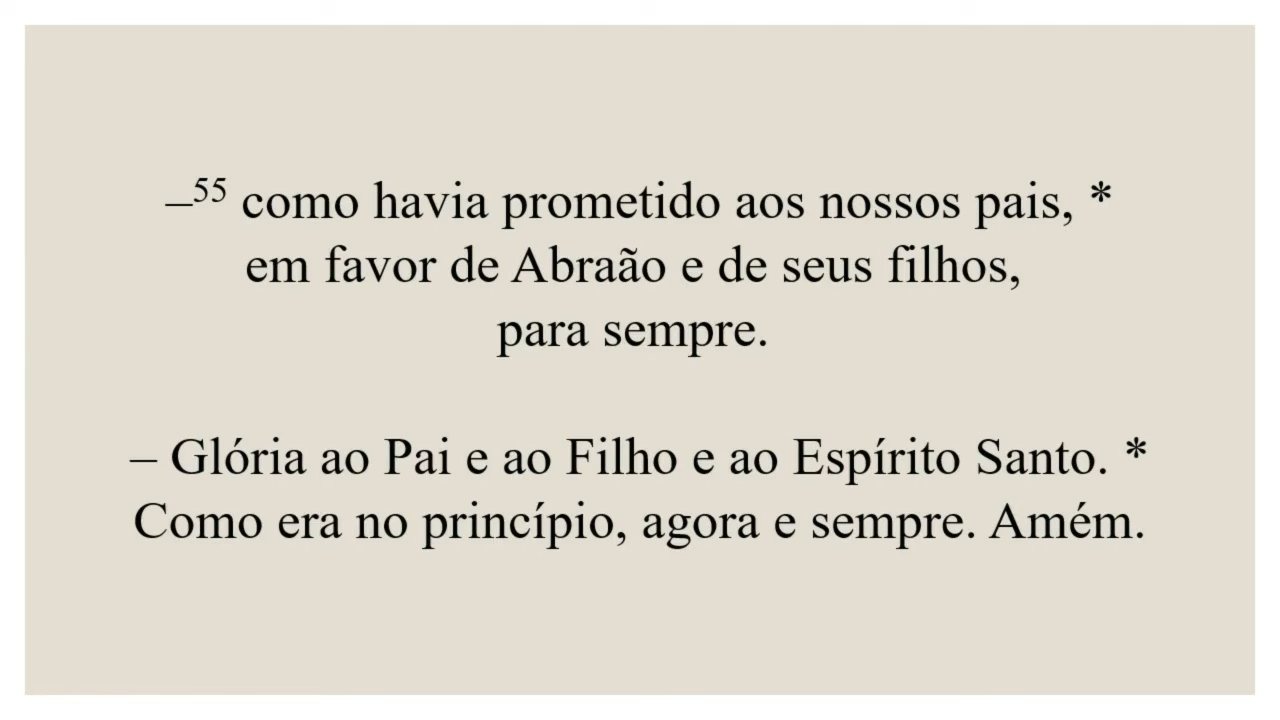 –⁵⁵ como havia prometido aos nossos pais, *
em favor de Abraão e de seus filhos,
para sempre.
– Glória ao Pai e ao Filho e ao Espírito Santo. *
Como era no princípio, agora e sempre. Amém.